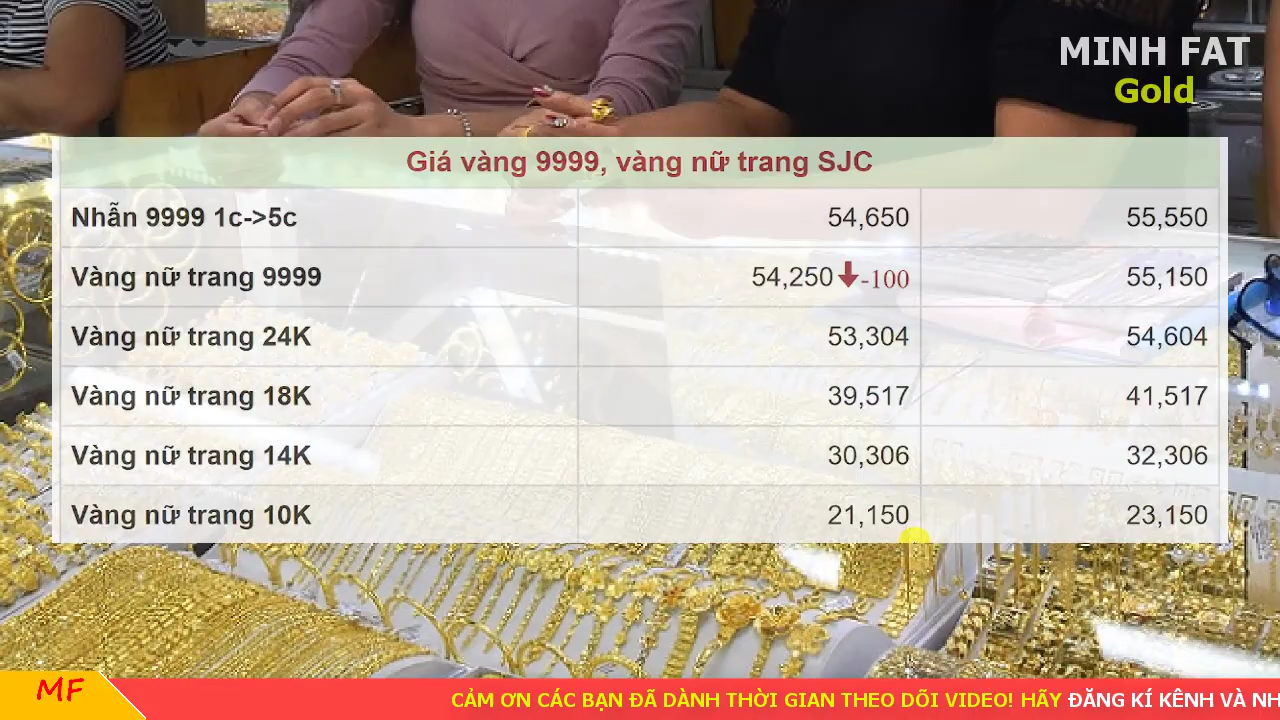 MINH FAT
Gold
Giá vàng 9999, vàng nữ trang SJC
Nhẫn 9999 1c->5c 54,650 55,550
Vàng nữ trang 9999 54,250 -100 55,150
Vàng nữ trang 24K 53,304 54,604
Vàng nữ trang 18K 39,517 41,517
Vàng nữ trang 14K 30,306 32,306
Vàng nữ trang 10K 21,150 23,150
MF CẢM ƠN CÁC BẠN ĐÃ DÀNH THỜI GIAN THEO DÕI VIDEO! HÃY ĐĂNG KÍ KÊNH VÀ NH